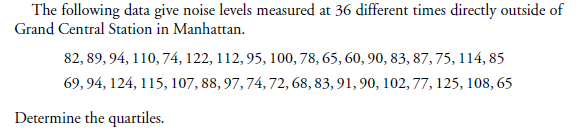 The following data give noise levels measured at 36 different times directly outside of
Grand Central Station in Manhattan.
82, 89, 94, 110, 74, 122, 112, 95, 100, 78, 65, 60, 90, 83, 87, 75, 114, 85
69, 94, 124, 115, 107, 88, 97, 74, 72, 68, 83, 91, 90, 102, 77, 125, 108, 65
Determine the quartiles.